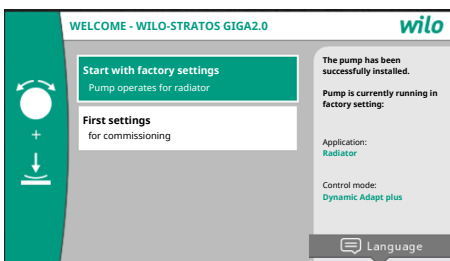 WELCOME - WILO-STRATOS GIGA2.0
wilo
Start with factory settings
Pump operates for radiator
First settings
for commissioning
+
The pump has been
successfully installed.
Pump is currently running in
factory setting:
Application:
Radiator
Control mode:
Dynamic Adapt plus
Language